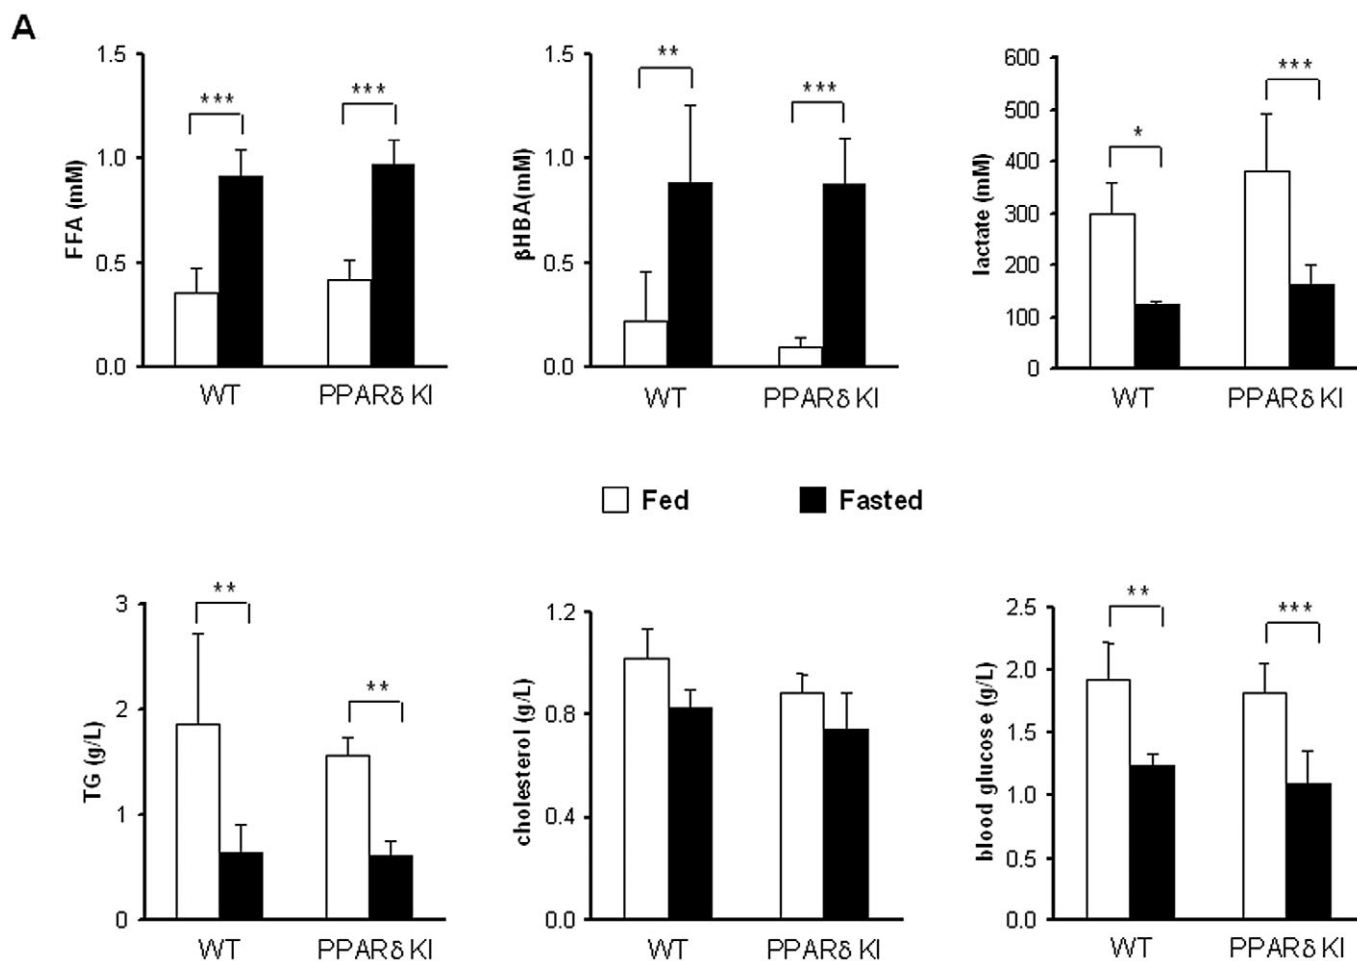 A
FFA (mM)
1.5
1.0
0.5
0.0
***
***
WT
PPARδ KI
βHBA(mM)
1.5
1.0
0.5
0.0
**
***
WT
PPARδ KI
lactate (mM)
600
500
400
300
200
100
0
*
***
WT
PPARδ KI
Fed
Fasted
TG (g/L)
3
2
1
0
**
**
WT
PPARδ KI
cholesterol (g/L)
1.2
0.8
0.4
0.0
WT
PPARδ KI
blood glucose (g/L)
2.5
2.0
1.5
1.0
0.5
0.0
**
***
WT
PPARδ KI